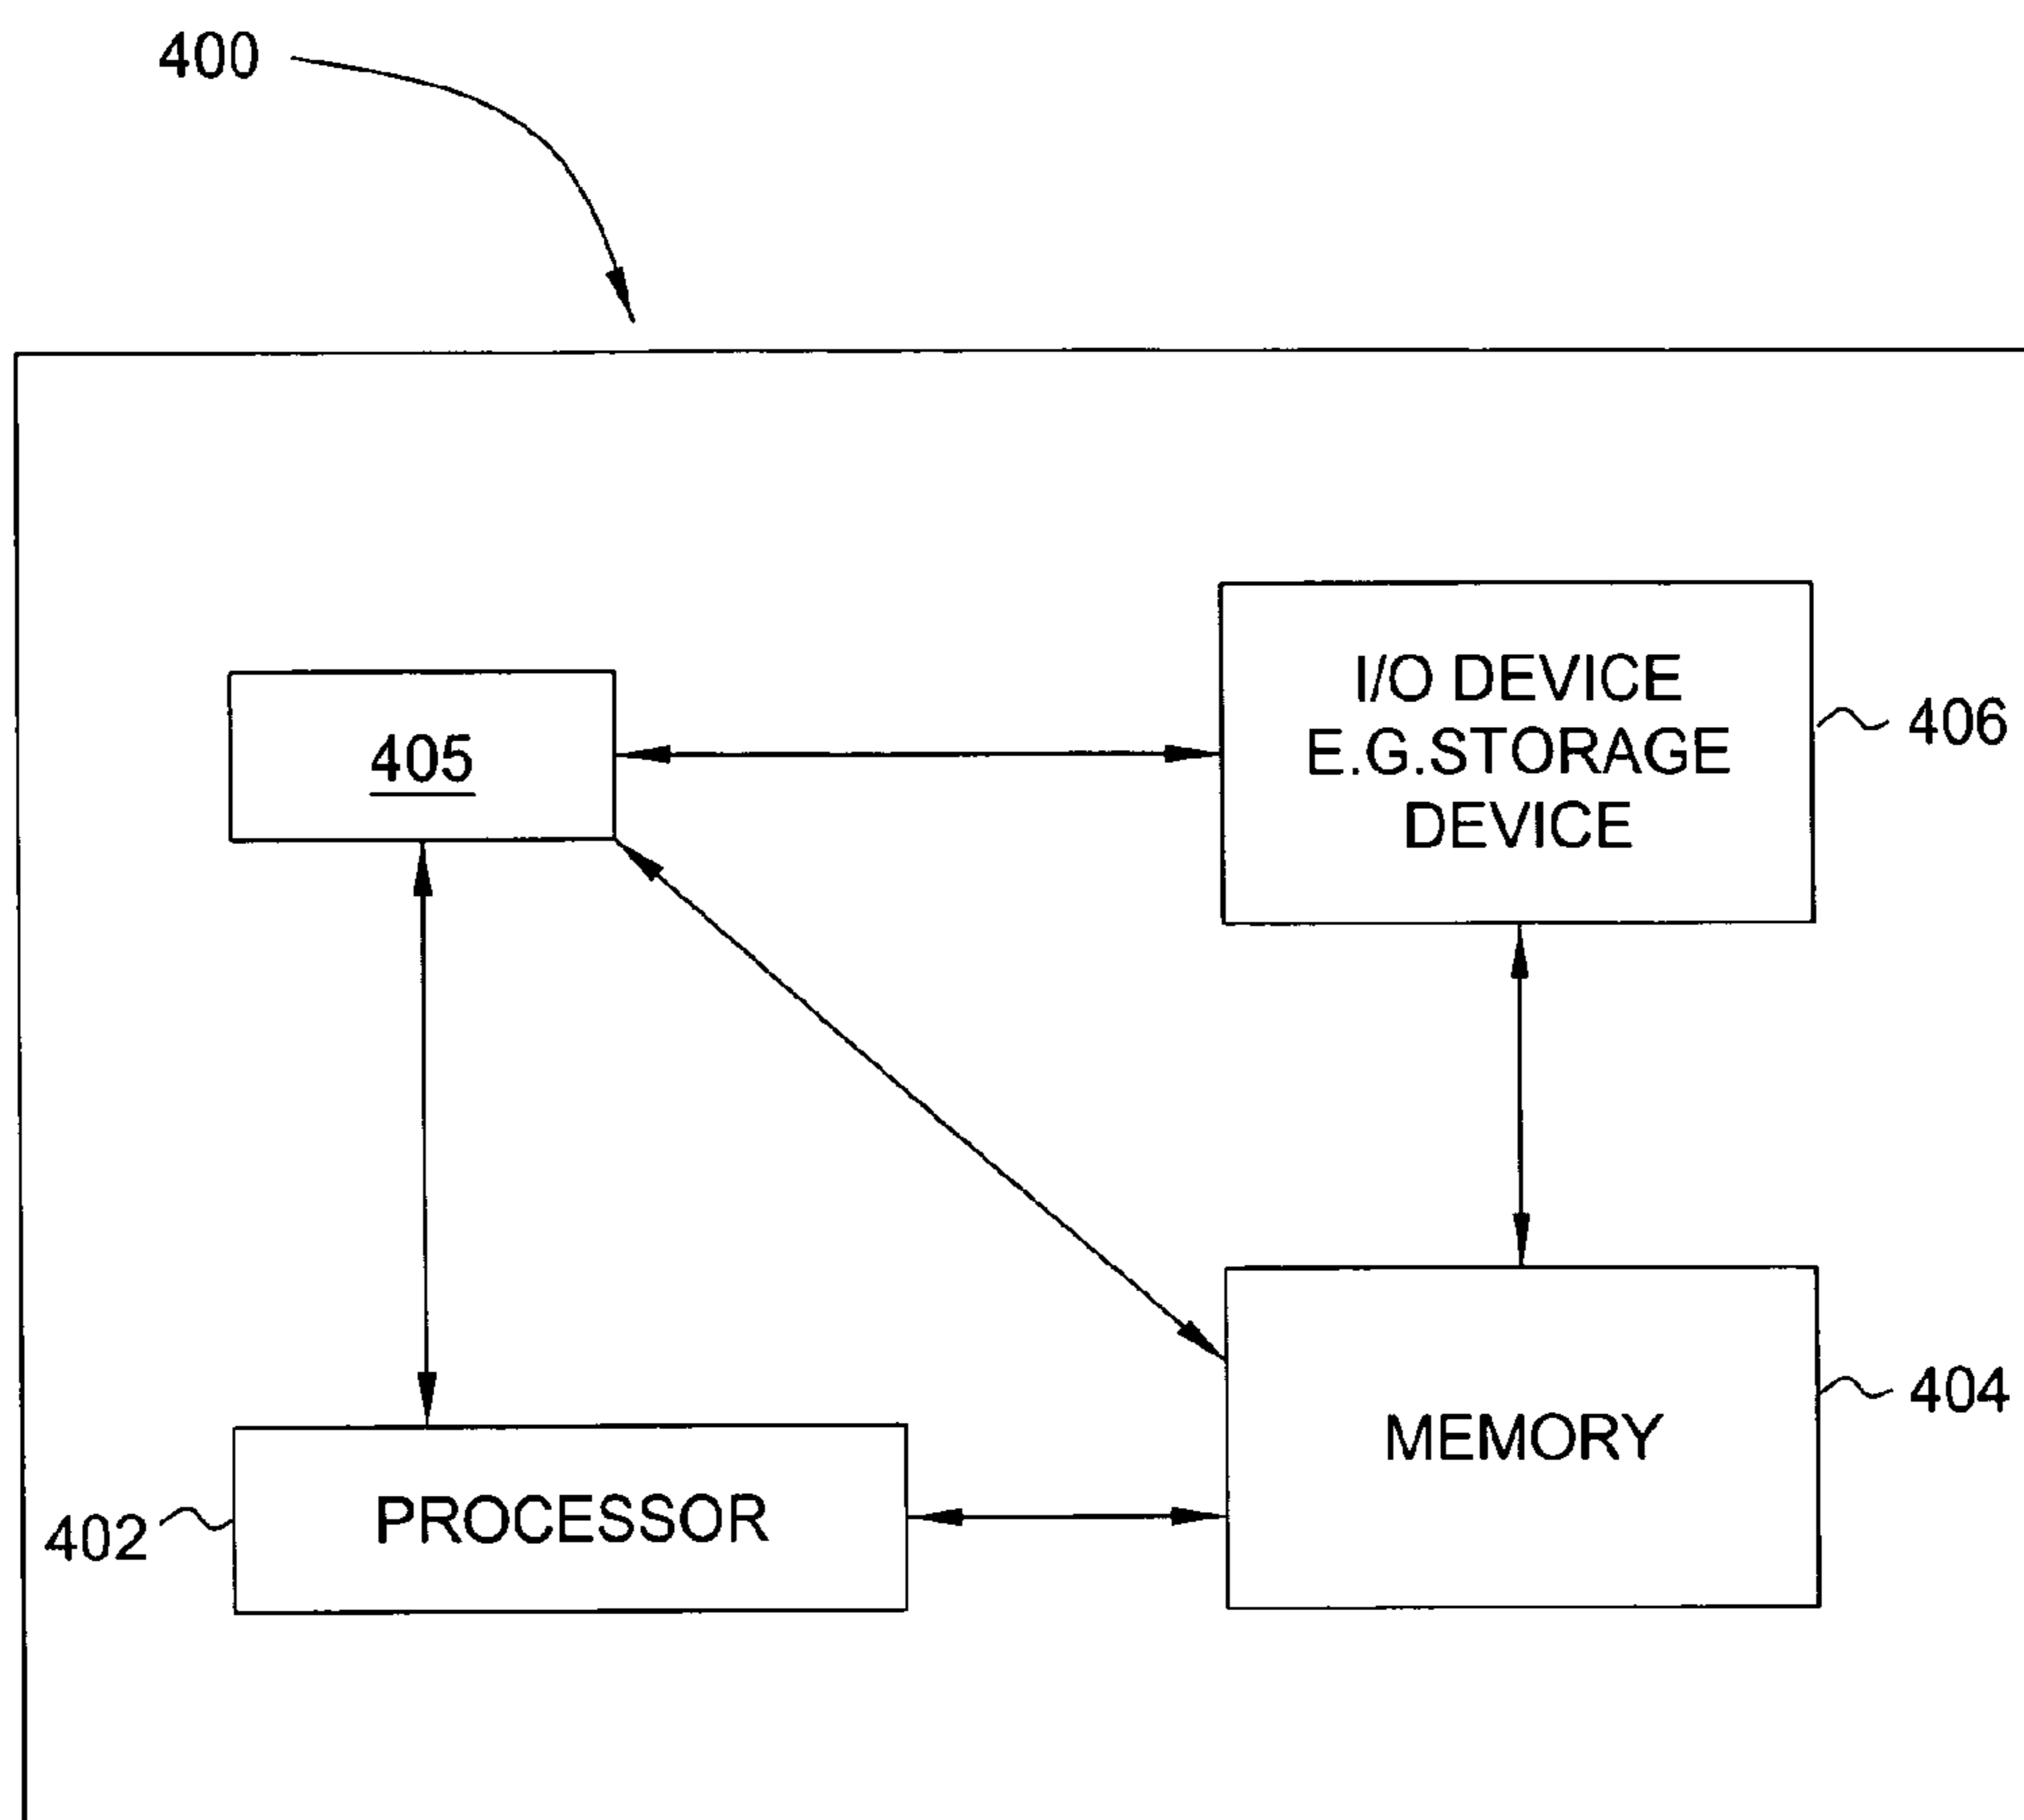 400
I/O DEVICE
E.G.STORAGE
DEVICE
406
405
MEMORY
404
PROCESSOR
402